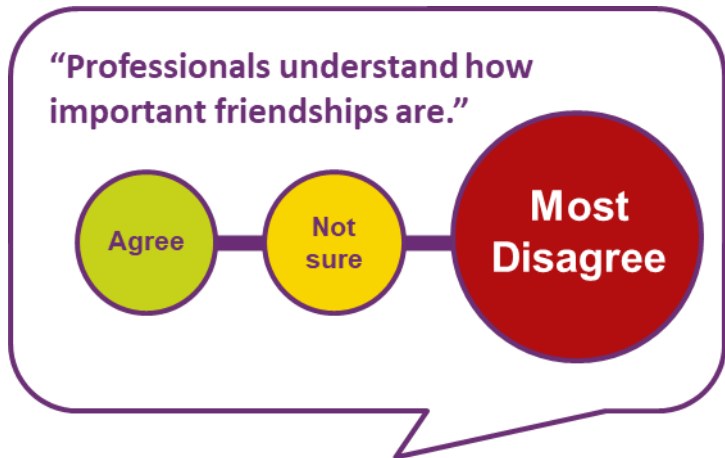 “Professionals understand how
important friendships are.”
Agree
Not
sure
Most
Disagree